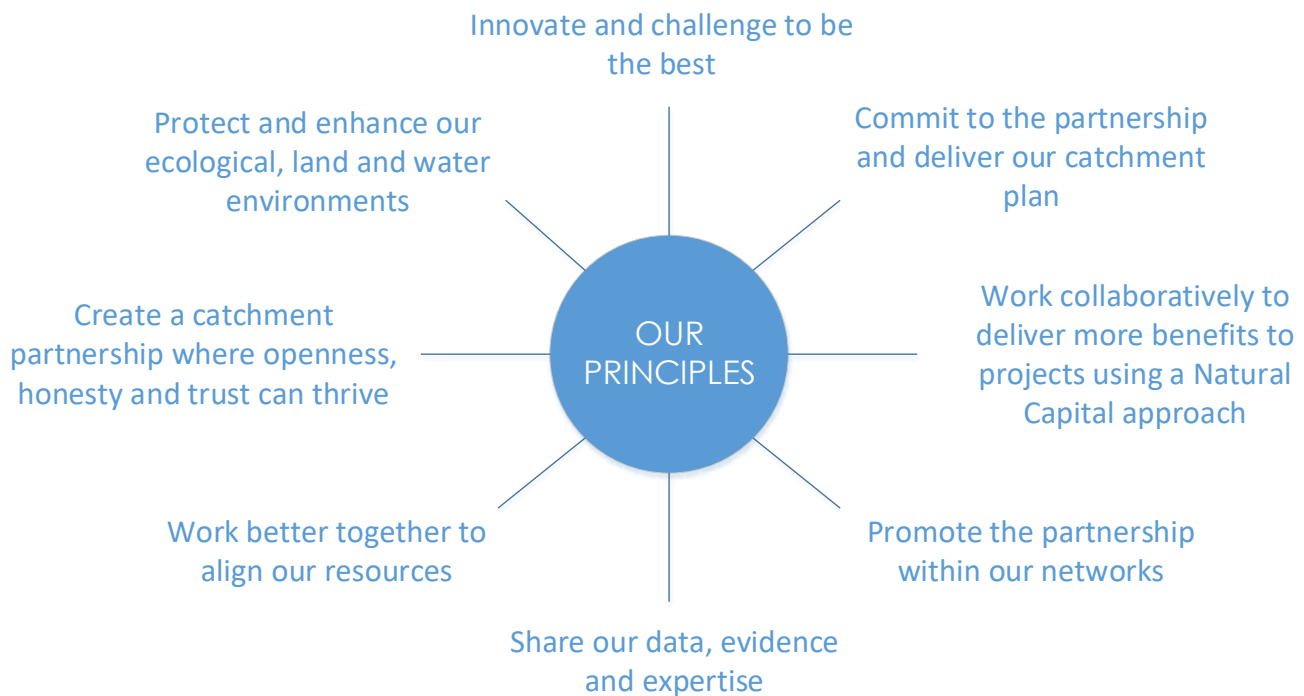 Innovate and challenge to be
the best
Commit to the partnership
and deliver our catchment
plan
Work collaboratively to
deliver more benefits to
projects using a Natural
Capital approach
Promote the partnership
within our networks
Share our data, evidence
and expertise
Work better together to
align our resources
Create a catchment
partnership where openness,
honesty and trust can thrive
Protect and enhance our
ecological, land and water
environments
OUR
PRINCIPLES